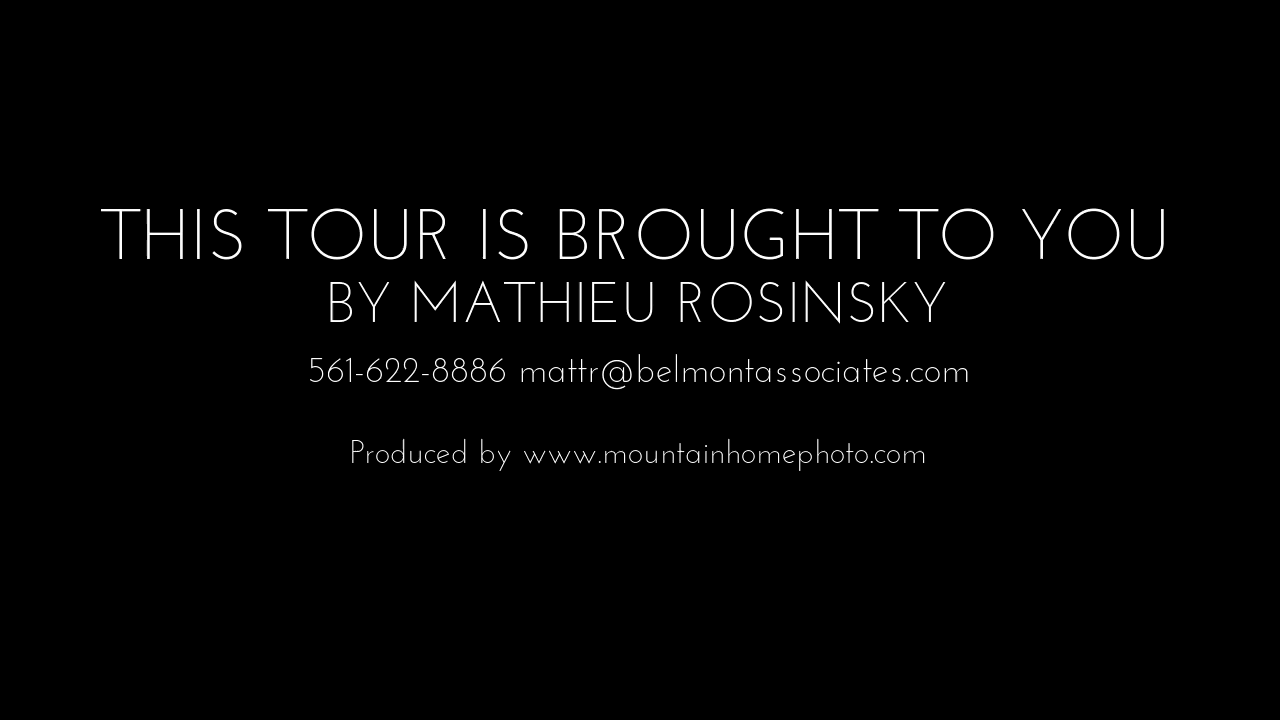 THIS TOUR IS BROUGHT TO YOU
BY MATHIEU ROSINSKY
561-622-8886 mattr@belmontassociates.com
Produced by www.mountainhomephoto.com